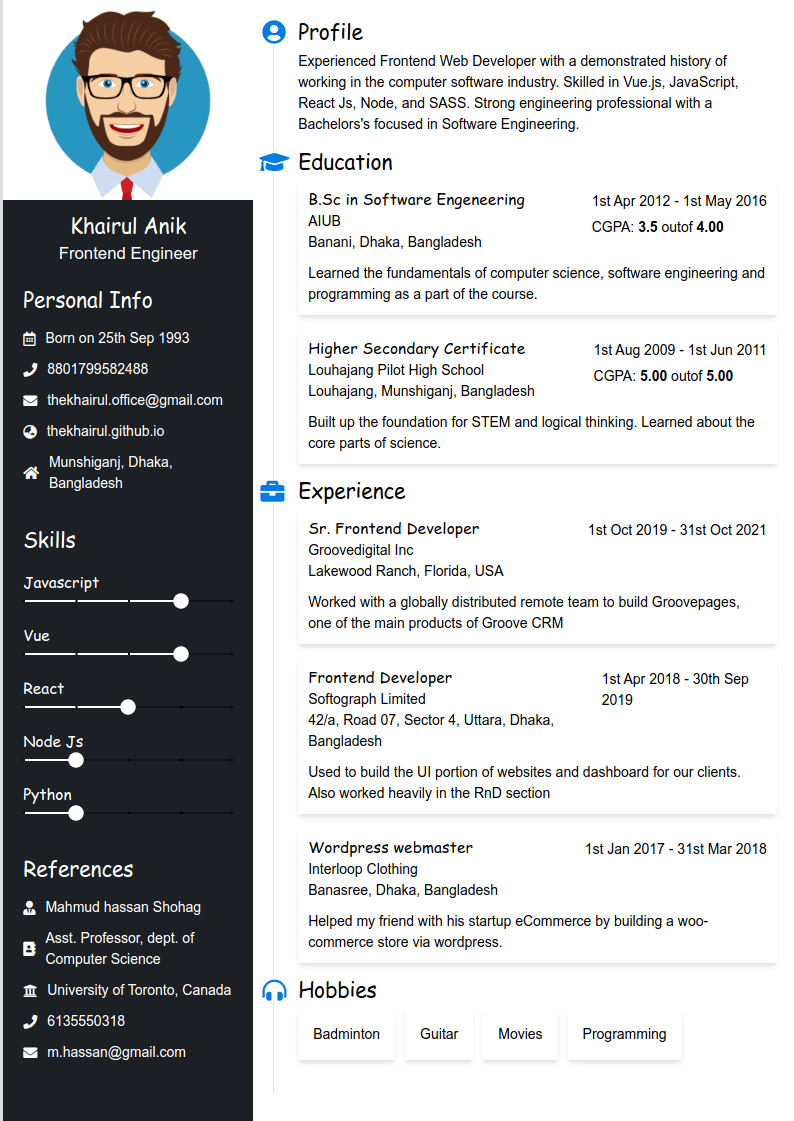 Khairul Anik
Frontend Engineer
Personal Info
Born on 25th Sep 1993
8801799582488
thekhairul.office@gmail.com
thekhairul.github.io
Munshiganj, Dhaka,
Bangladesh
Skills
Javascript
Vue
React
Node Js
Python
References
Mahmud hassan Shohag
Asst. Professor, dept. of
Computer Science
University of Toronto, Canada
6135550318
m.hassan@gmail.com
Profile
Experienced Frontend Web Developer with a demonstrated history of
working in the computer software industry. Skilled in Vue.js, JavaScript,
React Js, Node, and SASS. Strong engineering professional with a
Bachelors's focused in Software Engineering.
Education
B.Sc in Software Engeneering
1st Apr 2012 - 1st May 2016
AIUB
CGPA: 3.5 outof 4.00
Banani, Dhaka, Bangladesh
Learned the fundamentals of computer science, software engineering and
programming as a part of the course.
Higher Secondary Certificate
1st Aug 2009 - 1st Jun 2011
Louhajang Pilot High School
CGPA: 5.00 outof 5.00
Louhajang, Munshiganj, Bangladesh
Built up the foundation for STEM and logical thinking. Learned about the
core parts of science.
Experience
Sr. Frontend Developer
1st Oct 2019 - 31st Oct 2021
Groovedigital Inc
Lakewood Ranch, Florida, USA
Worked with a globally distributed remote team to build Groovepages,
one of the main products of Groove CRM
Frontend Developer
1st Apr 2018 - 30th Sep
2019
Softograph Limited
42/a, Road 07, Sector 4, Uttara, Dhaka,
Bangladesh
Used to build the UI portion of websites and dashboard for our clients.
Also worked heavily in the RnD section
Wordpress webmaster
1st Jan 2017 - 31st Mar 2018
Interloop Clothing
Banasree, Dhaka, Bangladesh
Helped my friend with his startup eCommerce by building a woo-
commerce store via wordpress.
Hobbies
Badminton
Guitar
Movies
Programming